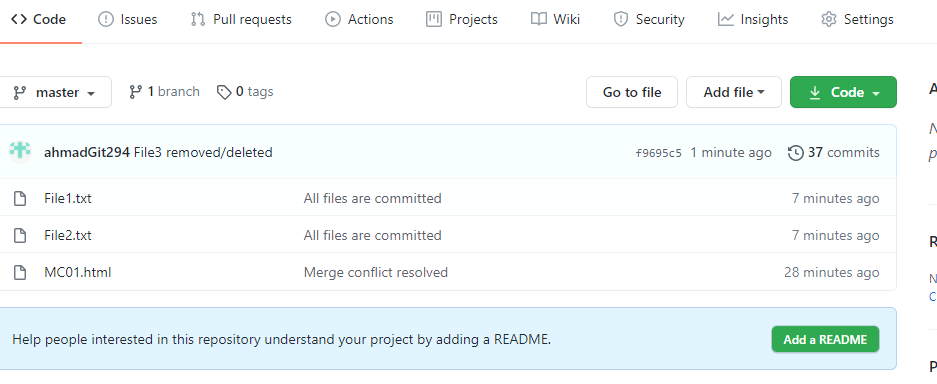 Code Issues Pull requests Actions Projects Wiki Security Insights Settings
master 1 branch 0 tags Go to file Add file Code
A
ahmadGit294 File3 removed/deleted f9695c5 1 minute ago 37 commits
N
p
File1.txt All files are committed 7 minutes ago
File2.txt All files are committed 7 minutes ago
R
MC01.html Merge conflict resolved 28 minutes ago
N
C
Help people interested in this repository understand your project by adding a README. Add a README
P